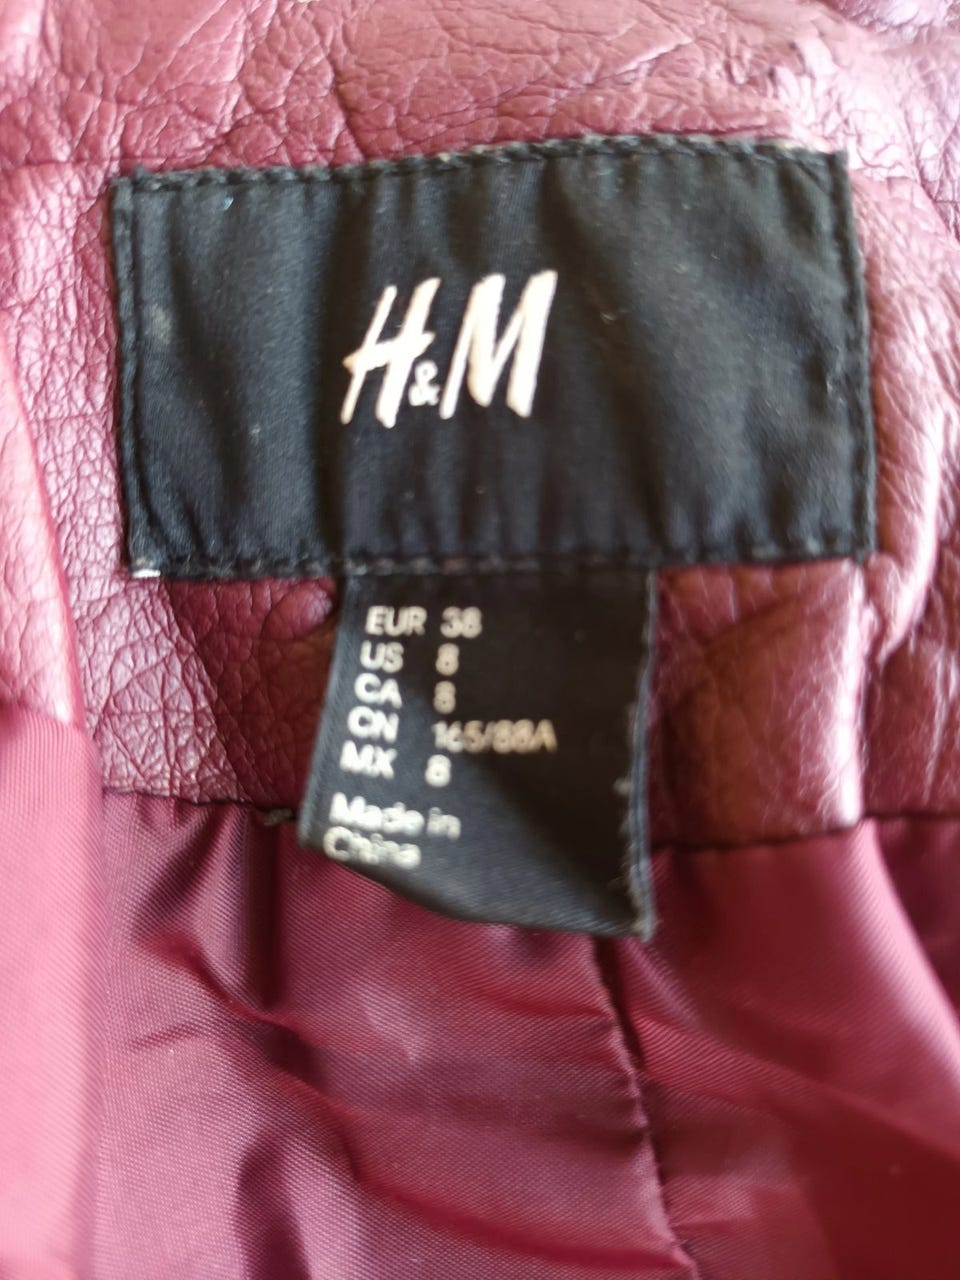 H&M
EUR 38
US 8
CA 8
CN 165/88A
MX 8
Made in
China